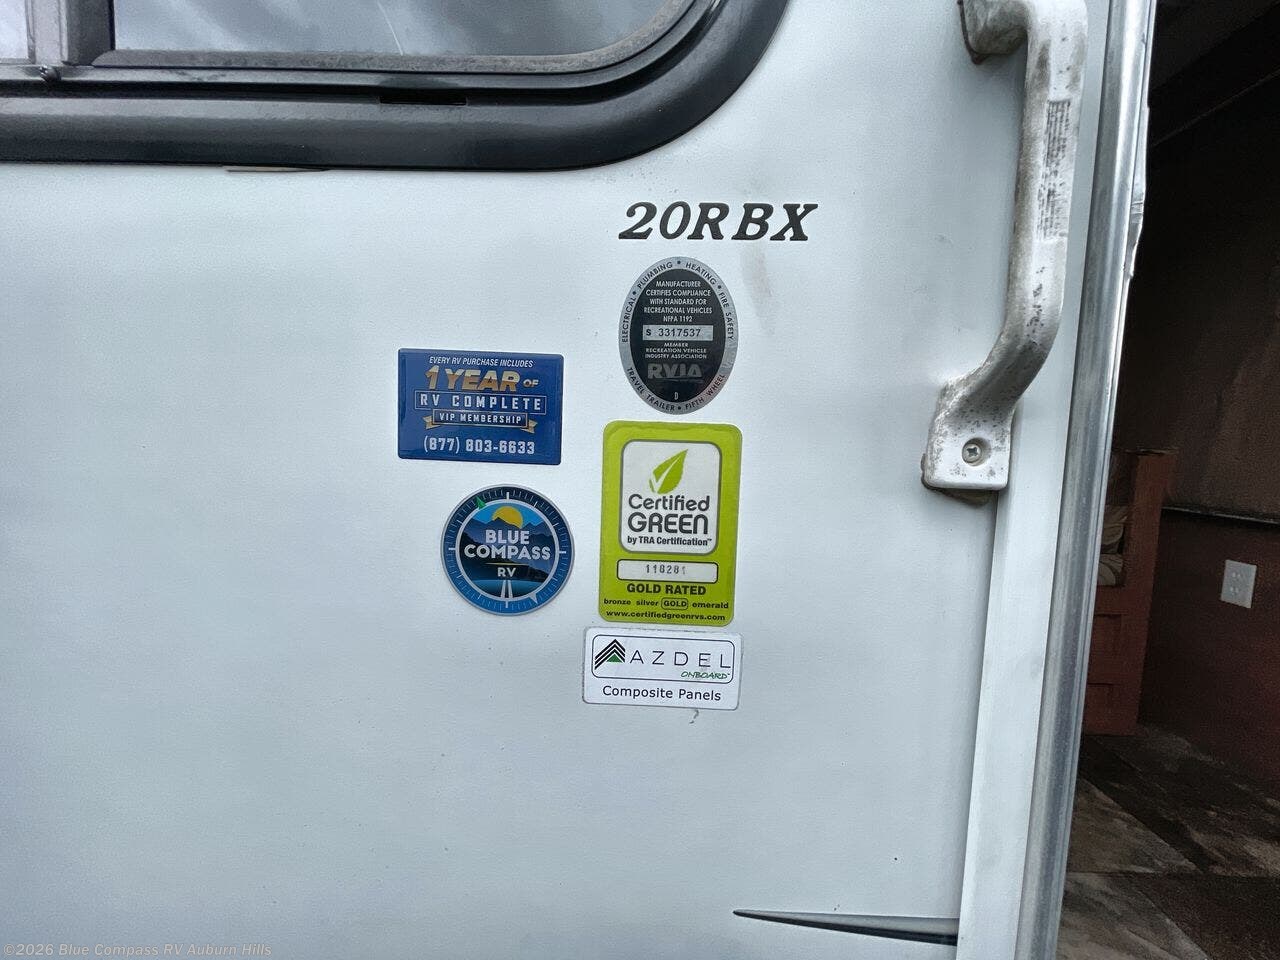 20RBX
ELECTRICAL • PLUMBING • HEATING • FIRE SAFETY
MANUFACTURER
CERTIFIES COMPLIANCE
WITH STANDARD FOR
RECREATIONAL VEHICLES
NFPA 1192
S 3317537
MEMBER
RECREATION VEHICLE
INDUSTRY ASSOCIATION
RVIA
D
TRAVEL TRAILER • FIFTH WHEEL
EVERY RV PURCHASE INCLUDES
1 YEAR OF
RV COMPLETE
VIP MEMBERSHIP
(877) 803-6633
Certified
GREEN
by TRA Certification™
116281
GOLD RATED
bronze silver GOLD emerald
www.certifiedgreenrvs.com
BLUE
COMPASS
RV
AZDEL
ONBOARD™
Composite Panels
©2026 Blue Compass RV Auburn Hills